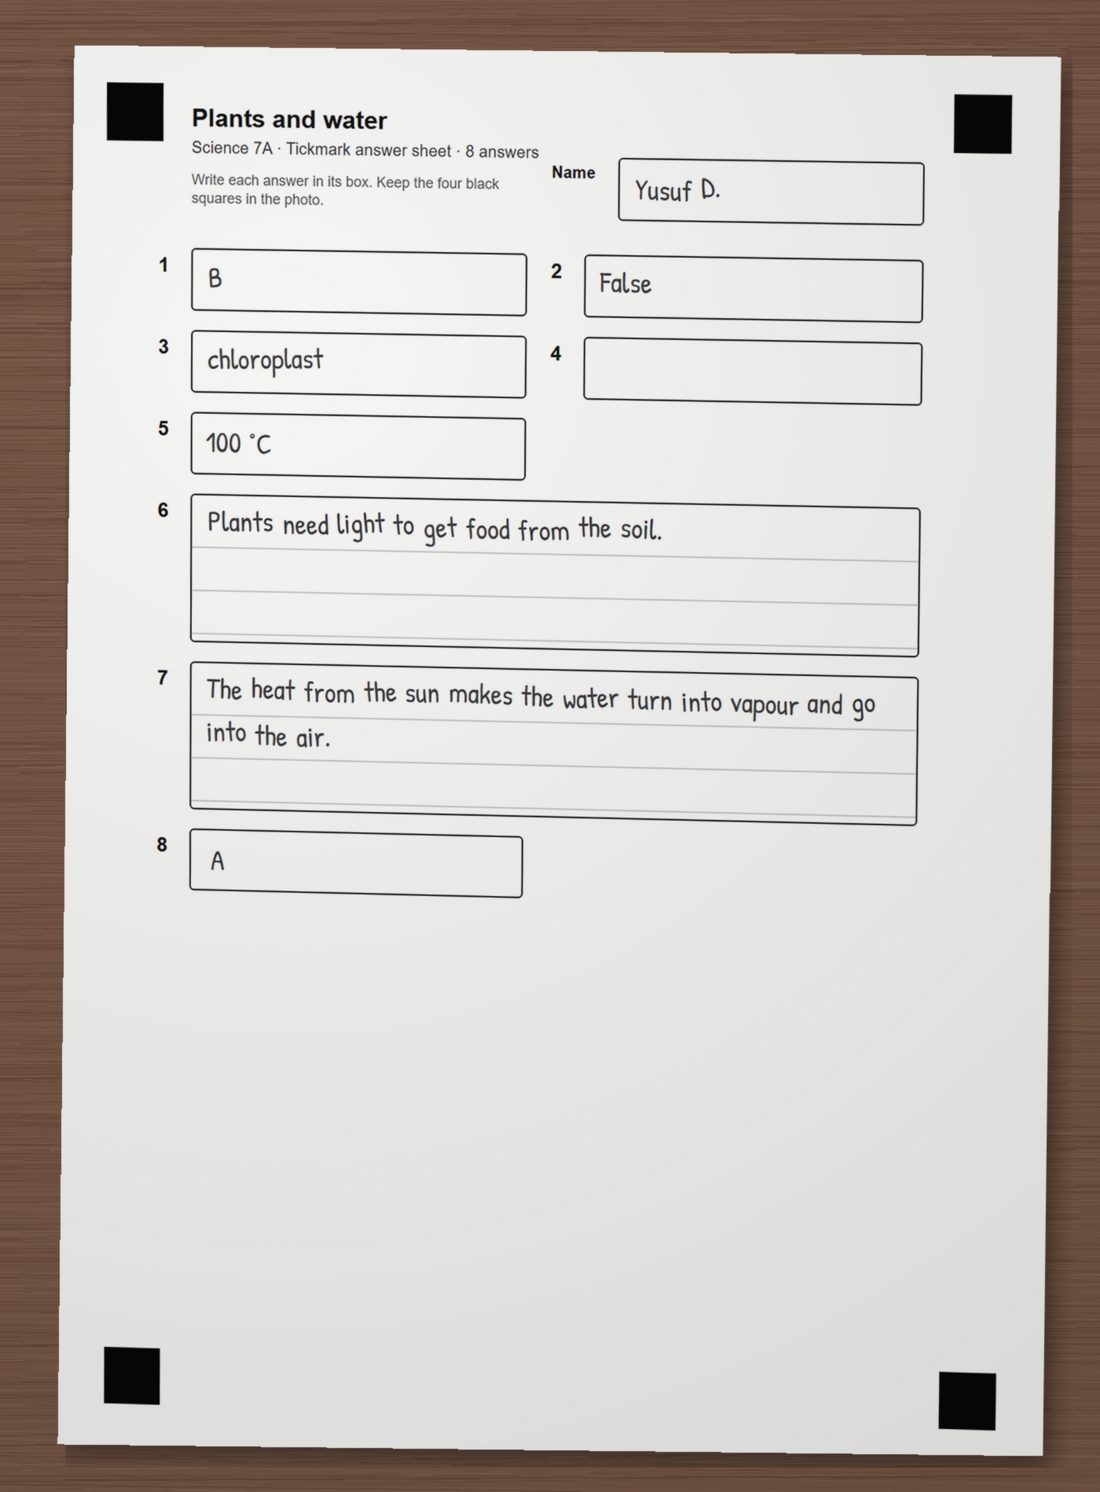 Plants and water
Science 7A · Tickmark answer sheet · 8 answers
Write each answer in its box. Keep the four black
squares in the photo.
Name Yusuf D.
1 B
2 False
3 chloroplast
4
5 100 °C
6 Plants need light to get food from the soil.
7 The heat from the sun makes the water turn into vapour and go
into the air.
8 A